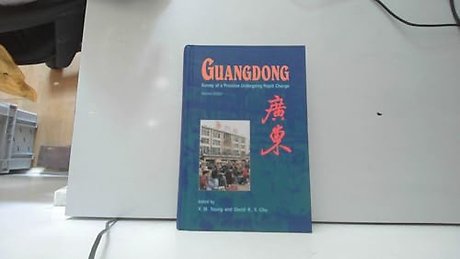 GUANGDONG
Survey of a Province Undergoing Rapid Change
Second Edition
廣東
Edited by
Y. M. Yeung and David K. Y. Chu